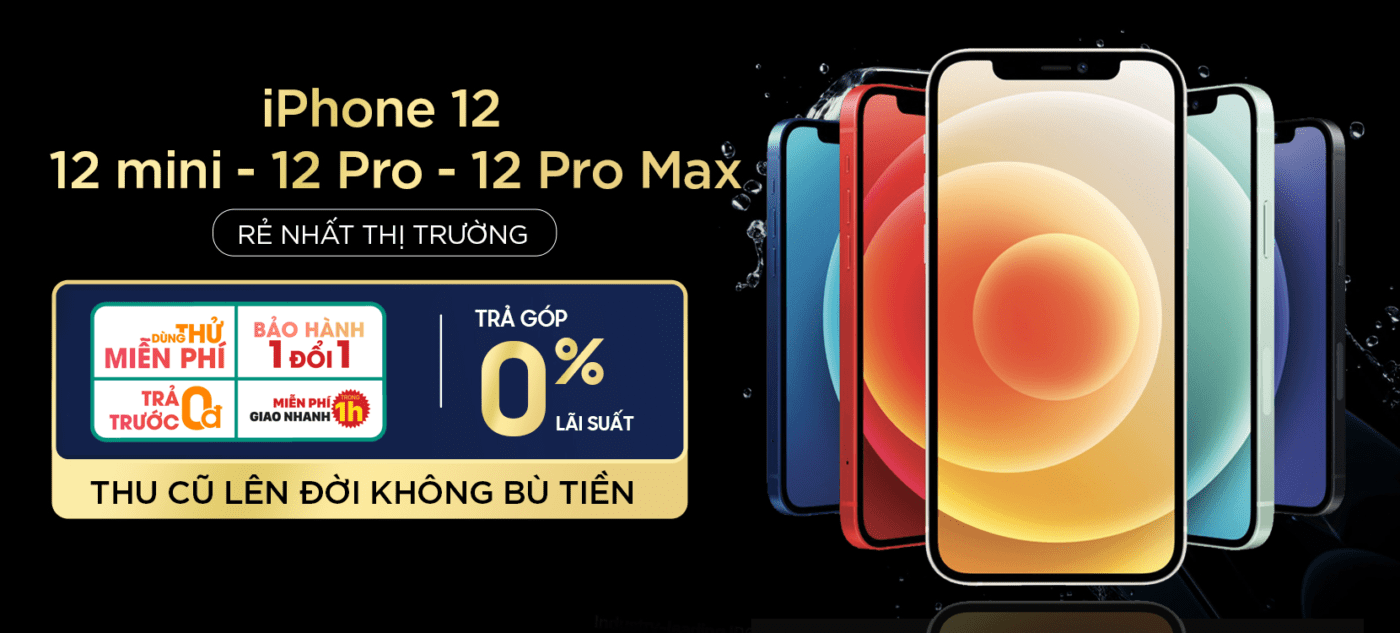 iPhone 12
12 mini - 12 Pro - 12 Pro Max
RẺ NHẤT THỊ TRƯỜNG
DÙNG THỬ
MIỄN PHÍ
BẢO HÀNH
1 ĐỔI 1
TRẢ
TRƯỚC 0đ
MIỄN PHÍ
GIAO NHANH
TRONG
1h
TRẢ GÓP
0%
LÃI SUẤT
THU CŨ LÊN ĐỜI KHÔNG BÙ TIỀN